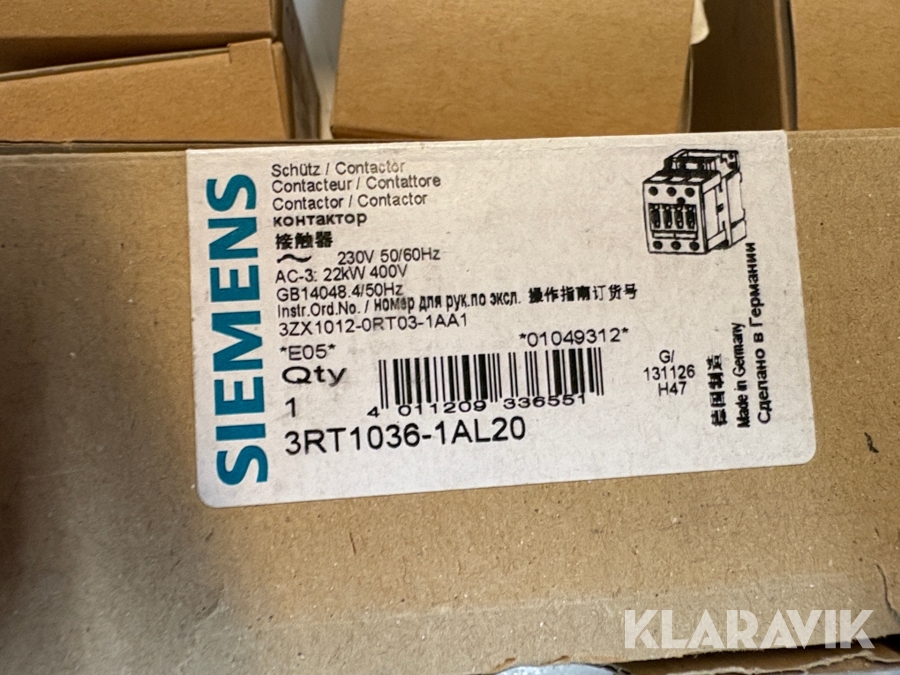 SIEMENS
Schütz / Contactor
Contacteur / Contattore
Contactor / Contactor
контактор
接触器
~ 230V 50/60Hz
AC-3: 22kW 400V
GB14048.4/50Hz
Instr.Ord.No. / номер для рук.по эксл. 操作指南订货号
3ZX1012-0RT03-1AA1
*E05* *01049312*
Qty
1
4 011209 336551
3RT1036-1AL20
G/
131126
H47
德国制造
Made in Germany
Сделано в Германии
KLARAVIK